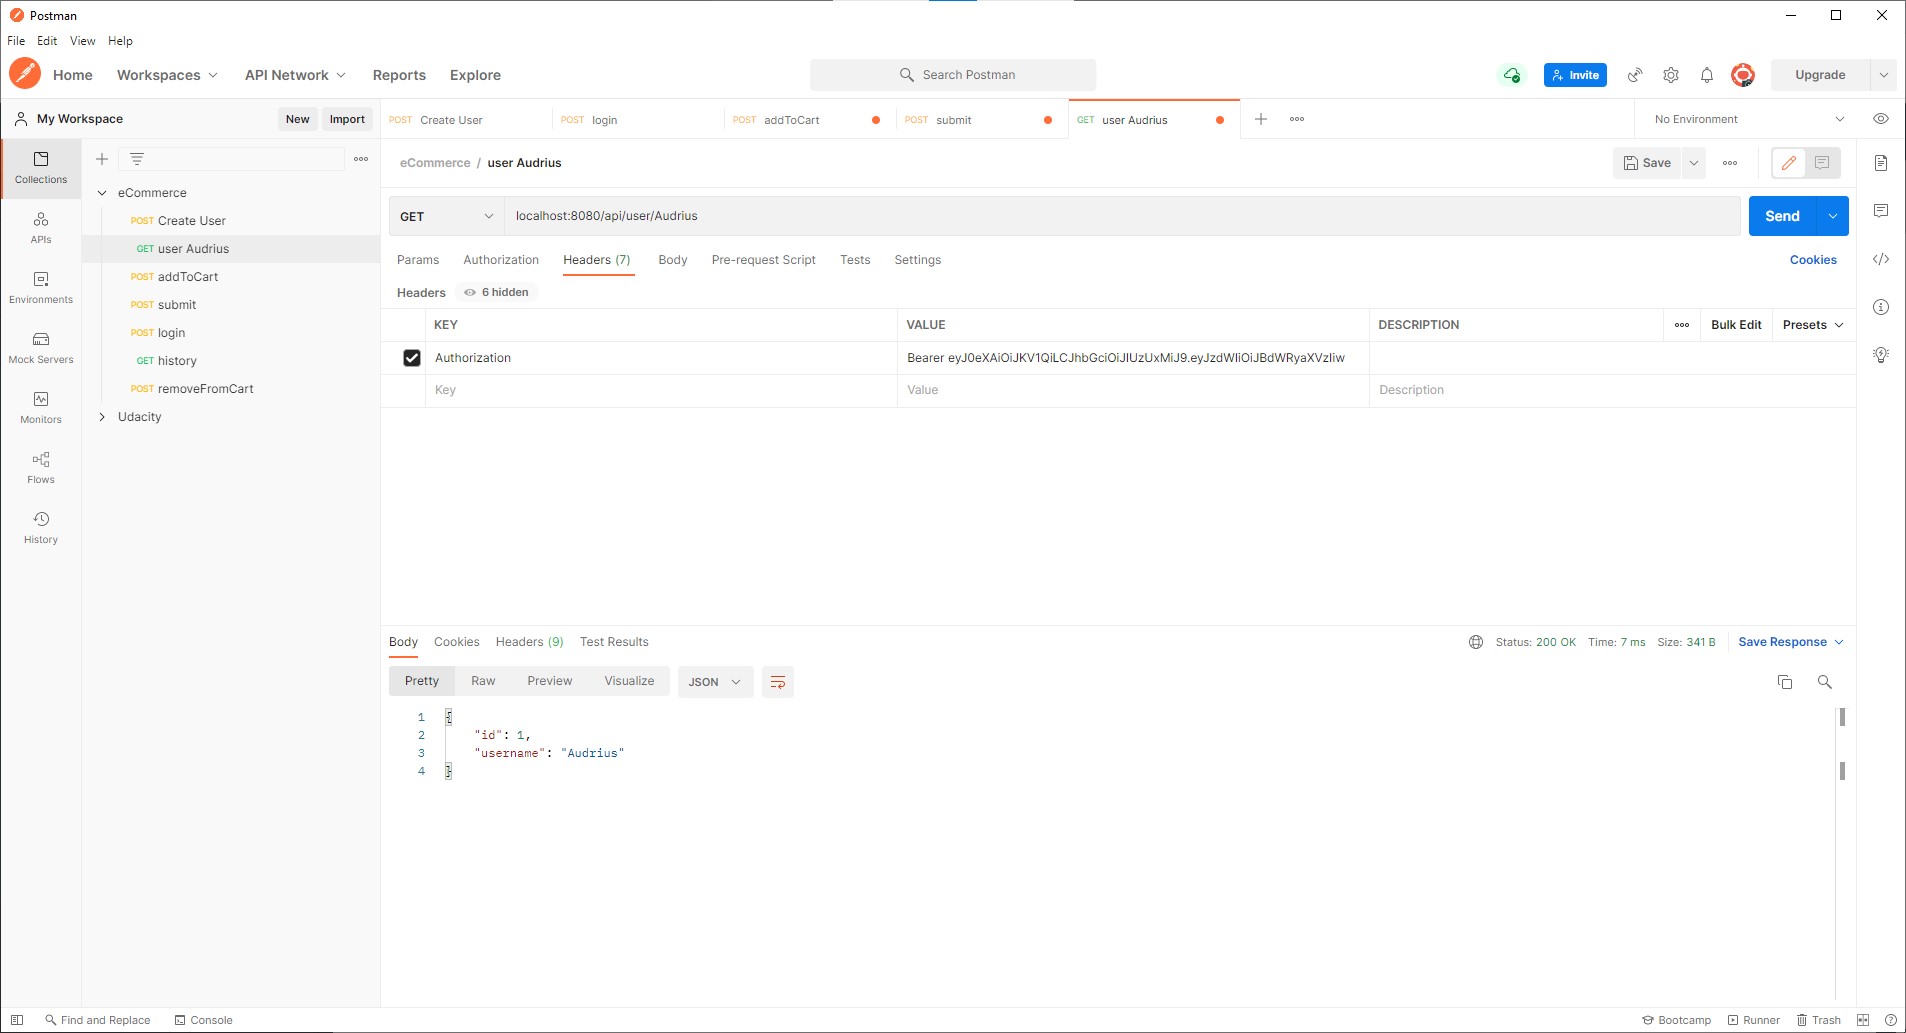 Postman
File Edit View Help
Home Workspaces API Network Reports Explore Search Postman Invite Upgrade
My Workspace New Import
POST Create User POST login POST addToCart POST submit GET user Audrius No Environment
Collections
APIs
Environments
Mock Servers
Monitors
Flows
History
eCommerce
POST Create User
GET user Audrius
POST addToCart
POST submit
POST login
GET history
POST removeFromCart
Udacity
eCommerce / user Audrius Save
GET localhost:8080/api/user/Audrius Send
Params Authorization Headers (7) Body Pre-request Script Tests Settings Cookies
Headers 6 hidden
KEY VALUE DESCRIPTION Bulk Edit Presets
Authorization Bearer eyJ0eXAiOiJKV1QiLCJhbGciOiJIUzUxMiJ9.eyJzdWIiOiJBdWRyaXVzIiw
Key Value Description
Body Cookies Headers (9) Test Results Status: 200 OK Time: 7 ms Size: 341 B Save Response
Pretty Raw Preview Visualize JSON
1 {
2 "id": 1,
3 "username": "Audrius"
4 }
Find and Replace Console Bootcamp Runner Trash